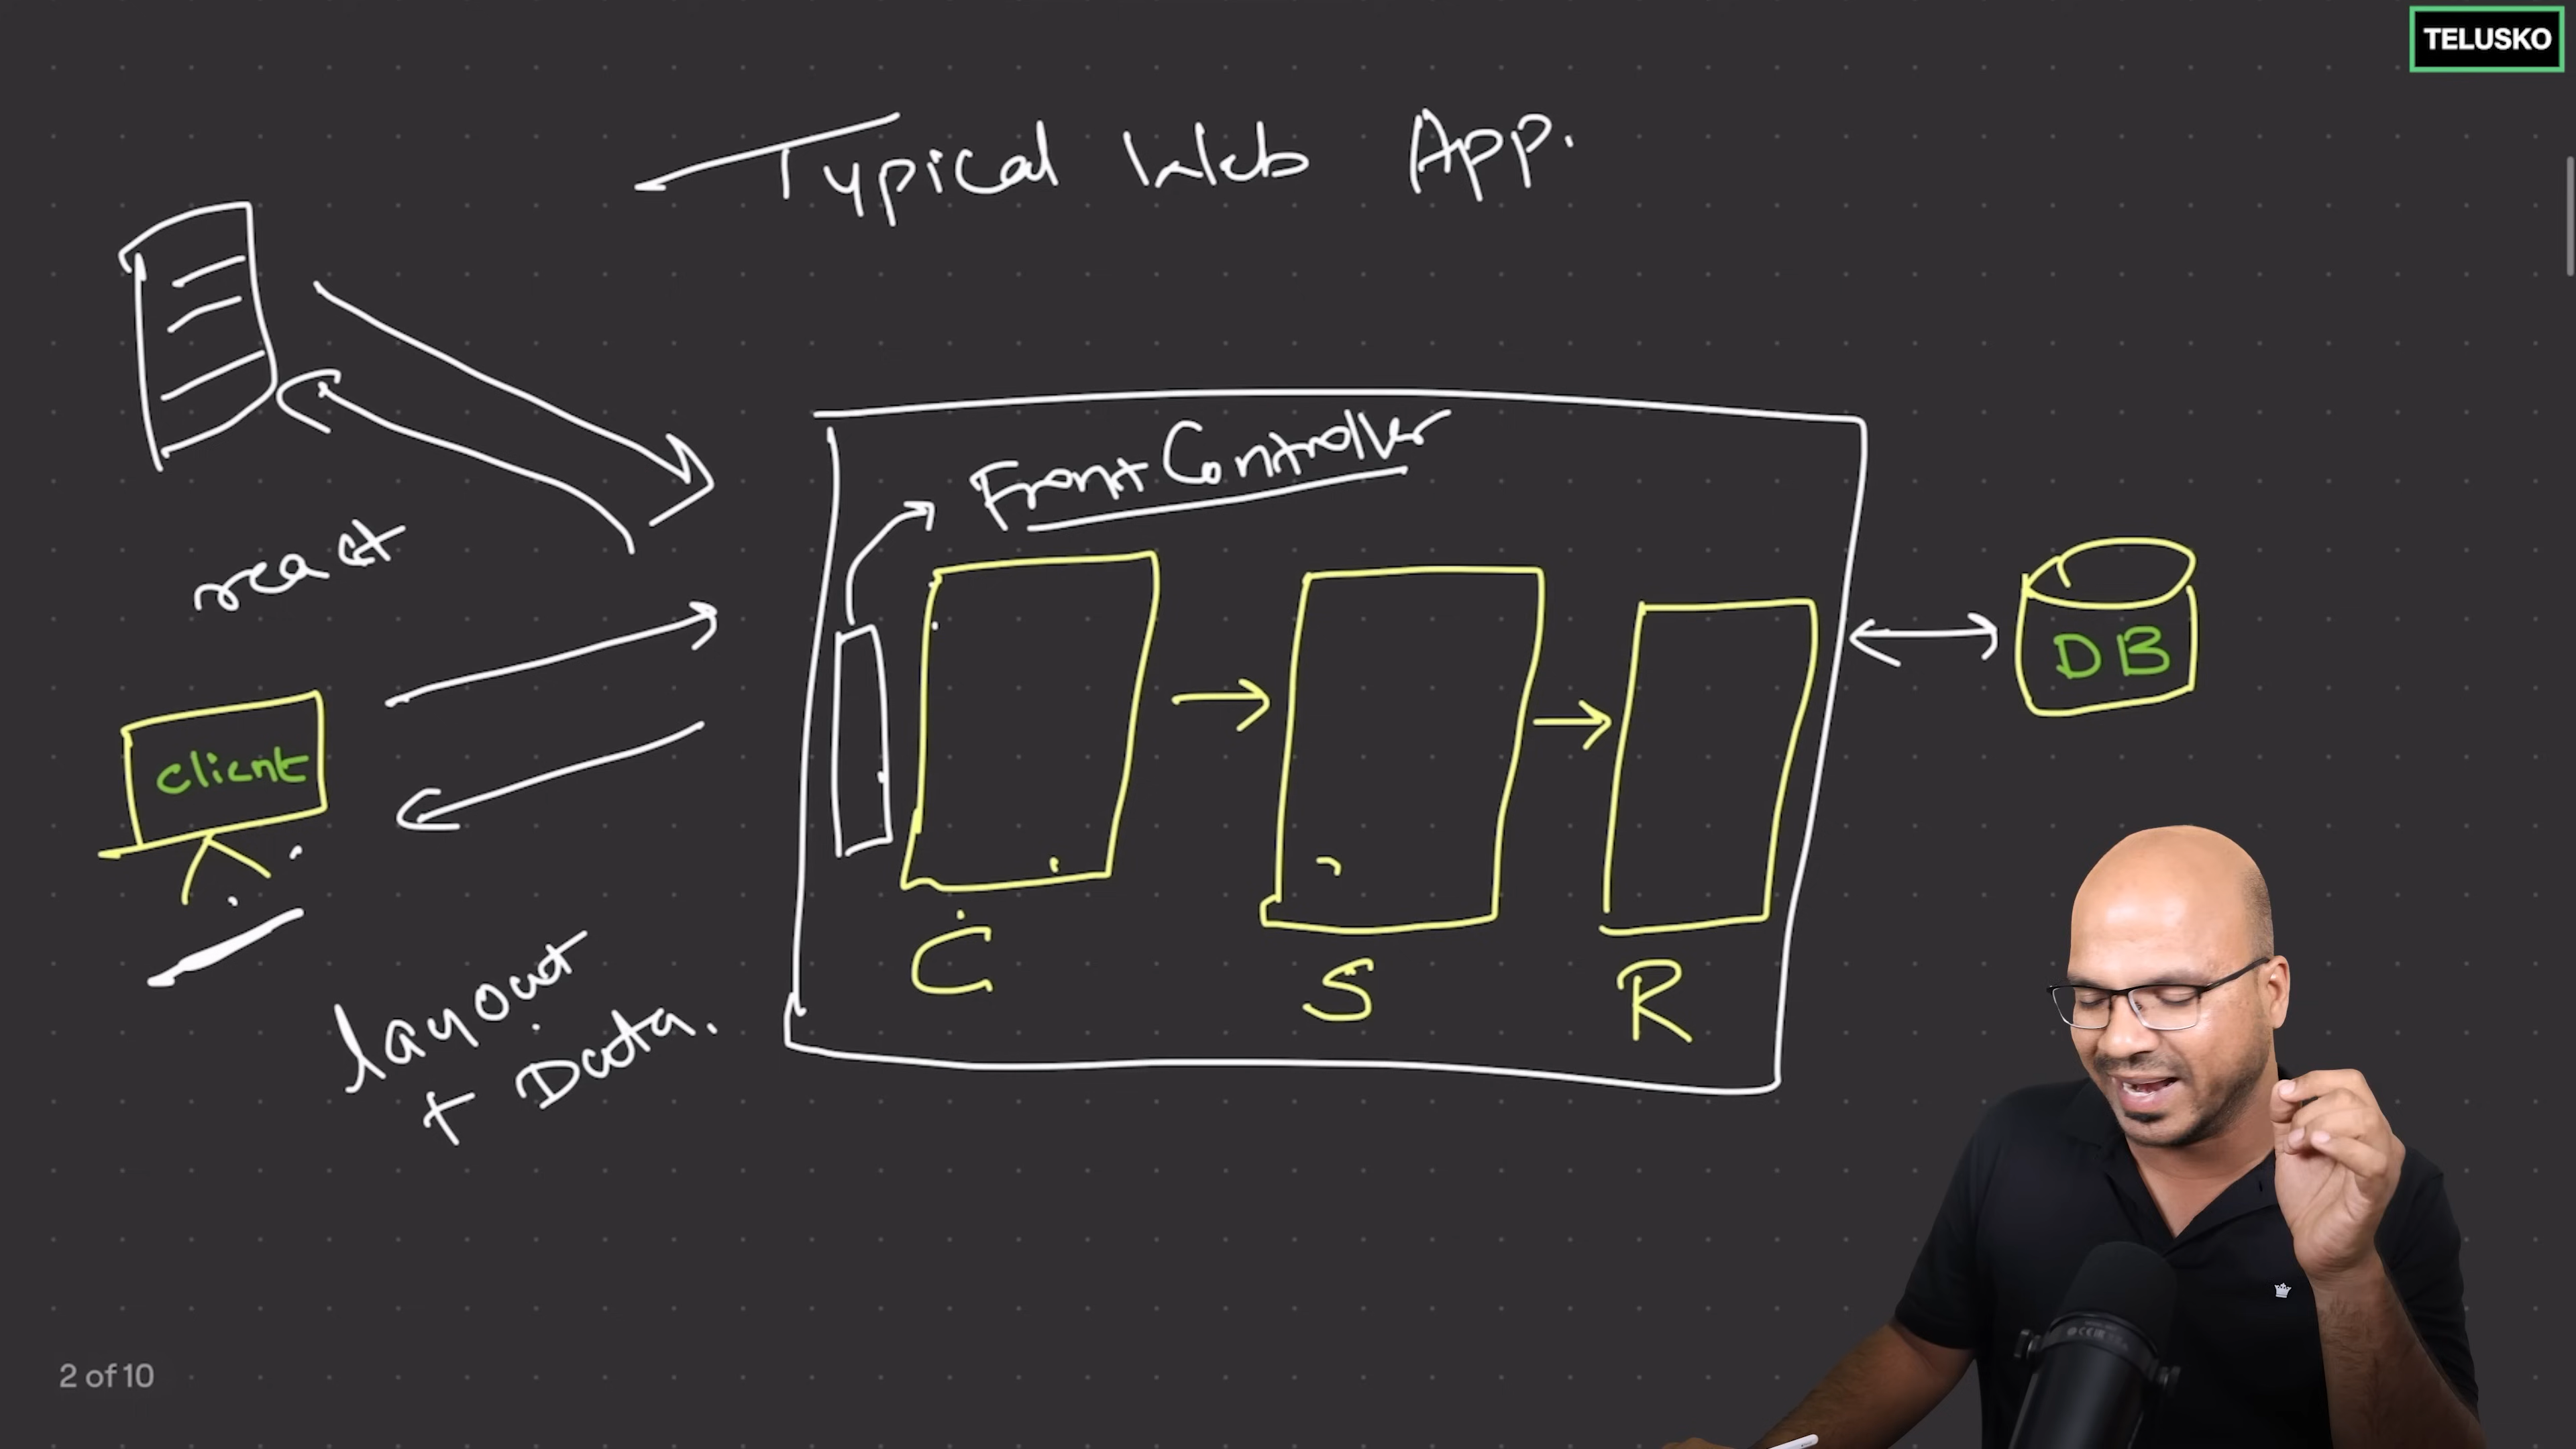 TELUSKO
Typical Web App.
Front Controller
react
DB
client
C
S
R
layout
+ Data.
2 of 10